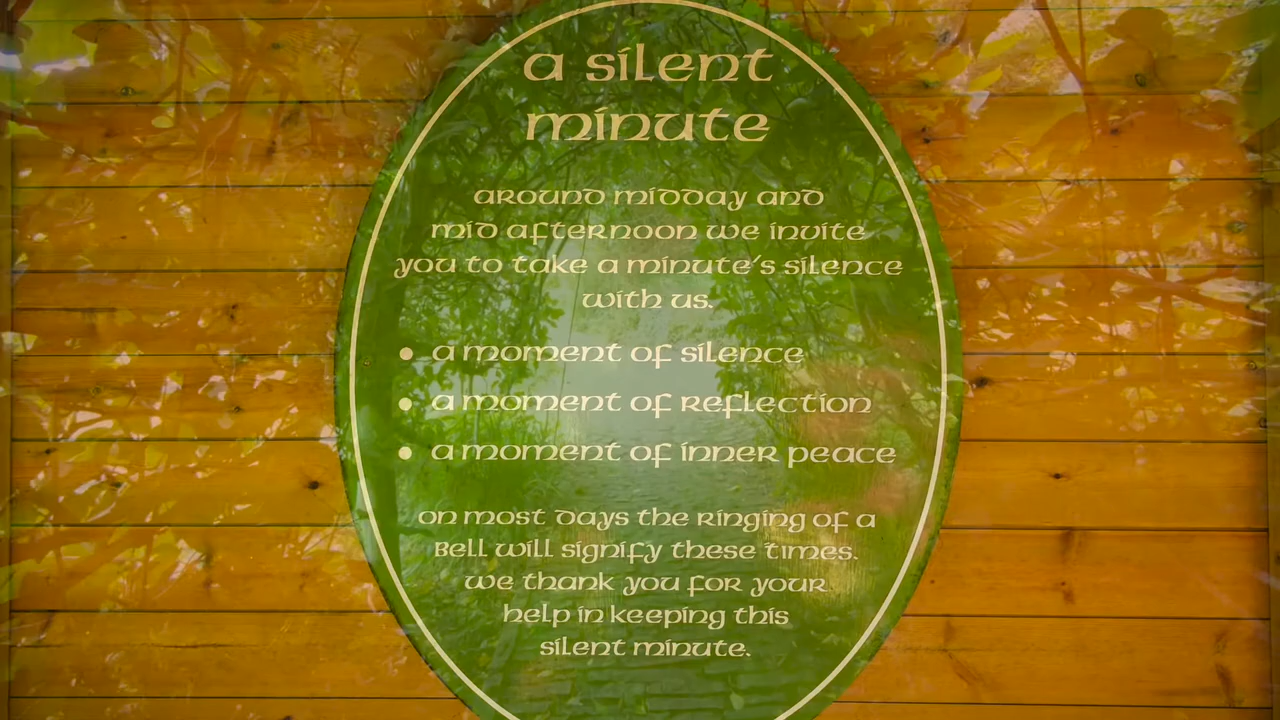 a silent
minute
around midday and
mid afternoon we invite
you to take a minute's silence
with us.
• a moment of silence
• a moment of reflection
• a moment of inner peace
on most days the ringing of a
bell will signify these times.
we thank you for your
help in keeping this
silent minute.